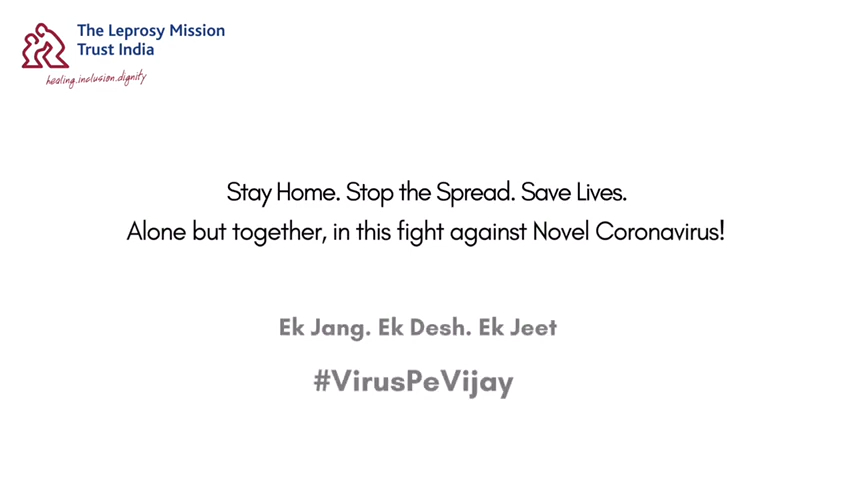 The Leprosy Mission
Trust India
healing.inclusion.dignity
Stay Home. Stop the Spread. Save Lives.
Alone but together, in this fight against Novel Coronavirus!
Ek Jang. Ek Desh. Ek Jeet
#VirusPeVijay